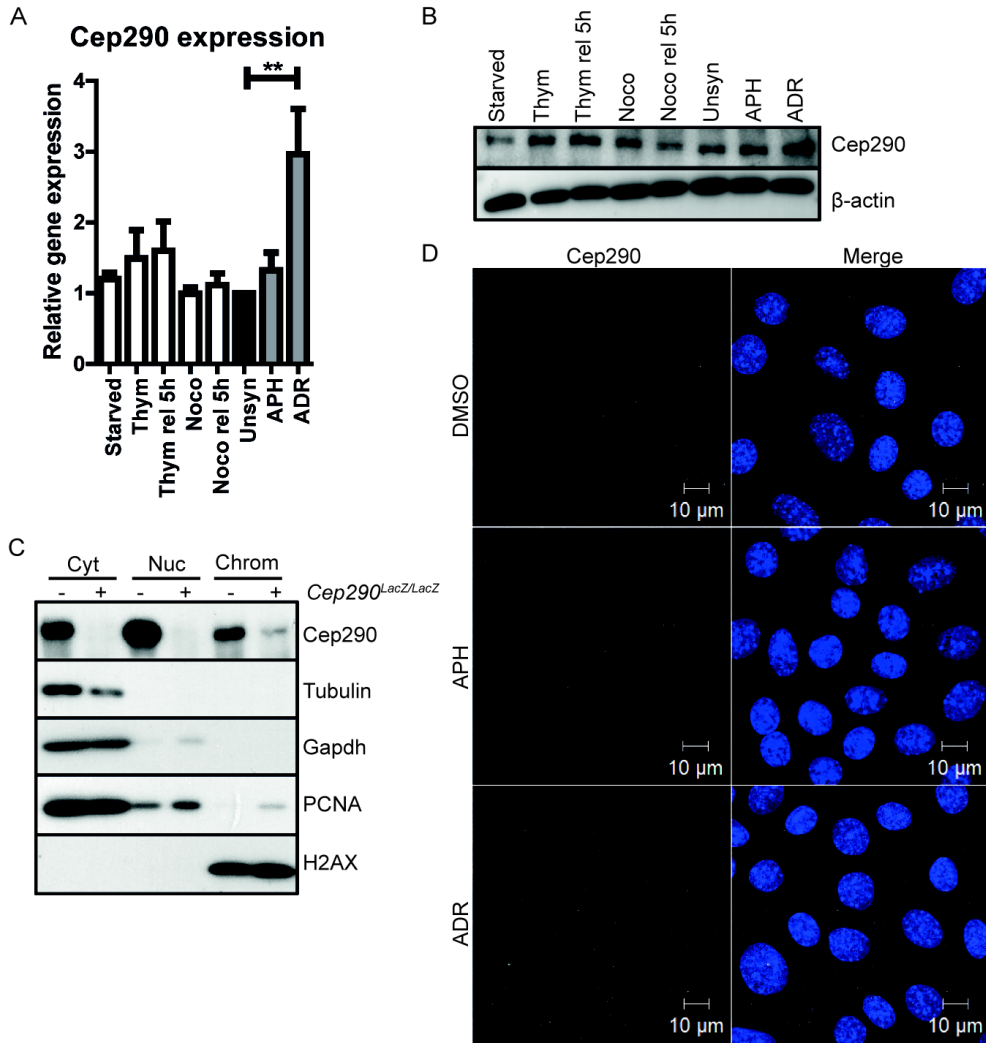 A
Cep290 expression
Relative gene expression
4
3
2
1
0
**
Starved
Thym
Thym rel 5h
Noco
Noco rel 5h
Unsyn
APH
ADR
B
Starved
Thym
Thym rel 5h
Noco
Noco rel 5h
Unsyn
APH
ADR
Cep290
β-actin
C
Cyt Nuc Chrom
- + - + - + Cep290LacZ/LacZ
Cep290
Tubulin
Gapdh
PCNA
H2AX
D
Cep290 Merge
DMSO
10 µm 10 µm
APH
10 µm 10 µm
ADR
10 µm 10 µm